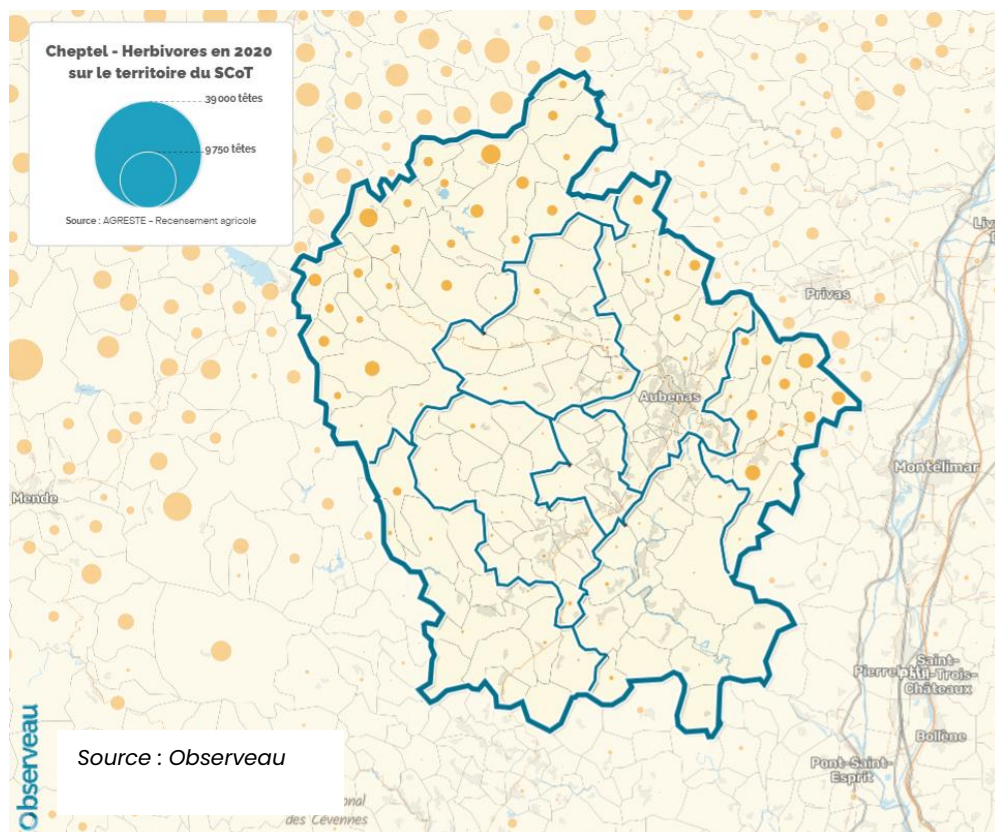 Cheptel - Herbivores en 2020
sur le territoire du SCoT
39 000 têtes
9 750 têtes
Source : AGRESTE – Recensement agricole
Privas
Aubenas
Montélimar
Mende
Saint-
Pierrelatte
Trois-
Châteaux
Bollène
Pont-Saint-
Esprit
Observeau
Source : Observeau
des Cévennes